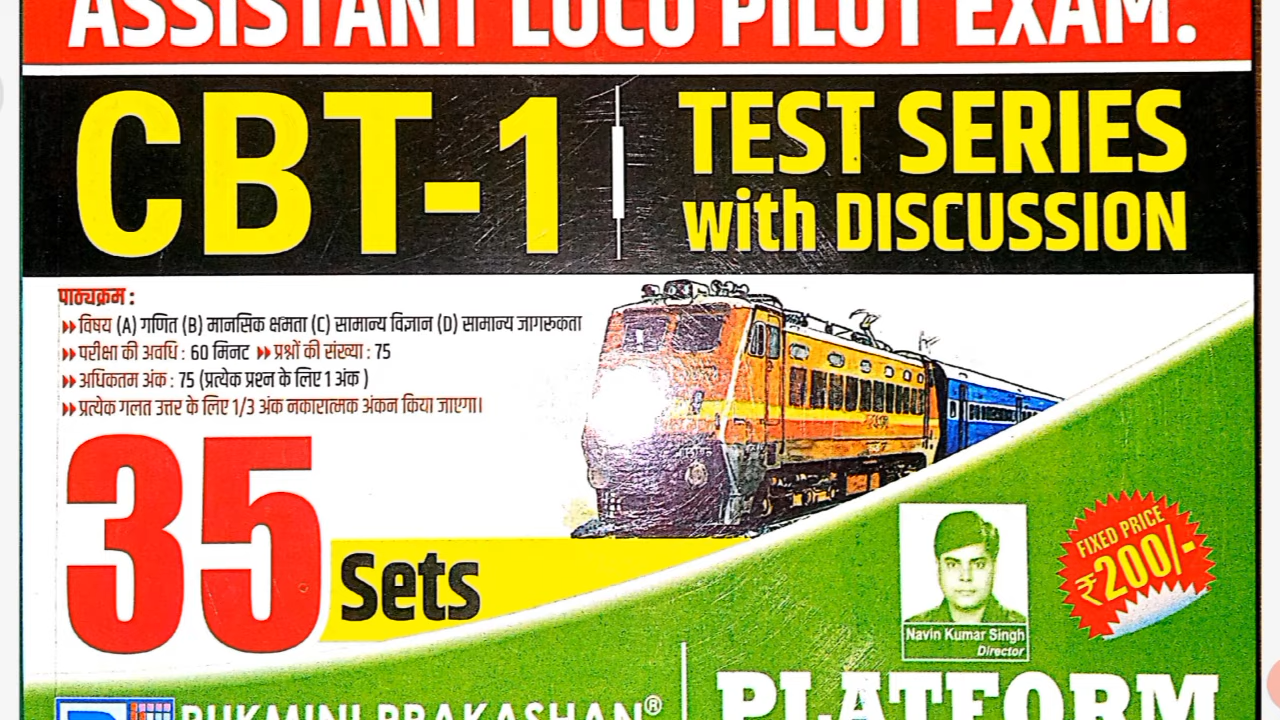 ASSISTANT LOCO PILOT EXAM.
CBT-1
TEST SERIES
with DISCUSSION
पाठ्यक्रम :
विषय (A) गणित (B) मानसिक क्षमता (C) सामान्य विज्ञान (D) सामान्य जागरूकता
परीक्षा की अवधि : 60 मिनट प्रश्नों की संख्या : 75
अधिकतम अंक : 75 (प्रत्येक प्रश्न के लिए 1 अंक )
प्रत्येक गलत उत्तर के लिए 1/3 अंक नकारात्मक अंकन किया जाएगा।
35
Sets
FIXED PRICE
₹200/-
Navin Kumar Singh
Director
RUKMINI PRAKASHAN®
PLATFORM